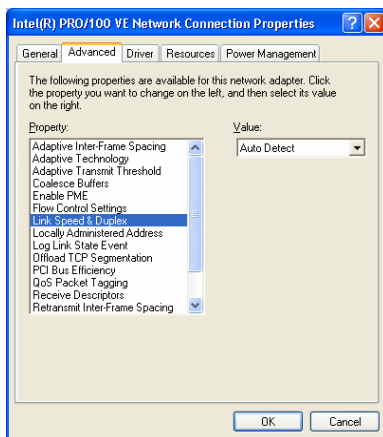 Intel(R) PRO/100 VE Network Connection Properties
General Advanced Driver Resources Power Management
The following properties are available for this network adapter. Click
the property you want to change on the left, and then select its value
on the right.
Property:
Value:
Adaptive Inter-Frame Spacing
Auto Detect
Adaptive Technology
Adaptive Transmit Threshold
Coalesce Buffers
Enable PME
Flow Control Settings
Link Speed & Duplex
Locally Administered Address
Log Link State Event
Offload TCP Segmentation
PCI Bus Efficiency
QoS Packet Tagging
Receive Descriptors
Retransmit Inter-Frame Spacing
OK Cancel